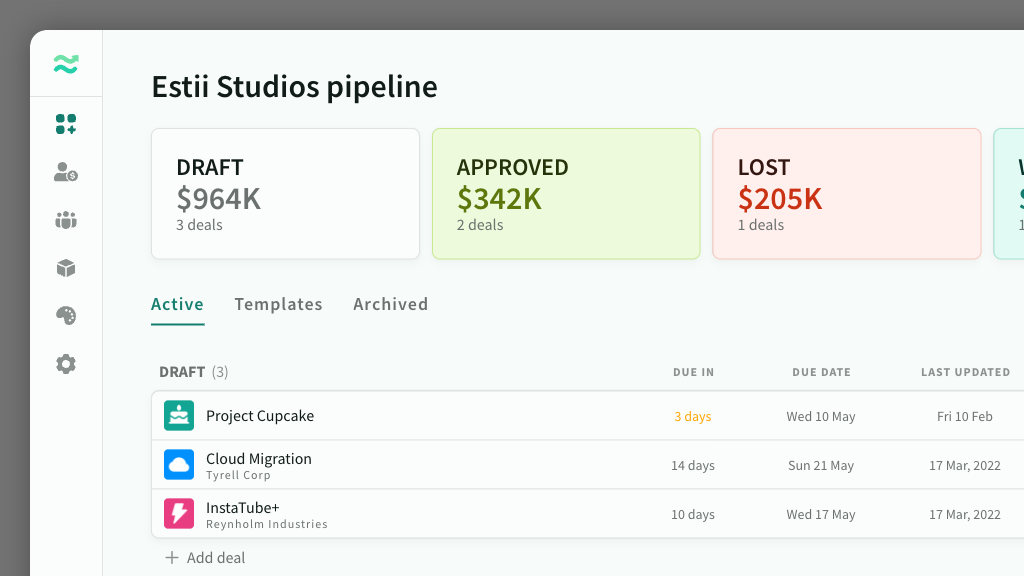 Estii Studios pipeline
DRAFT
$964K
3 deals
APPROVED
$342K
2 deals
LOST
$205K
1 deals
Active Templates Archived
DRAFT (3) DUE IN DUE DATE LAST UPDATED
Project Cupcake 3 days Wed 10 May Fri 10 Feb
Cloud Migration
Tyrell Corp
14 days Sun 21 May 17 Mar, 2022
InstaTube+
Reynholm Industries
10 days Wed 17 May 17 Mar, 2022
Add deal